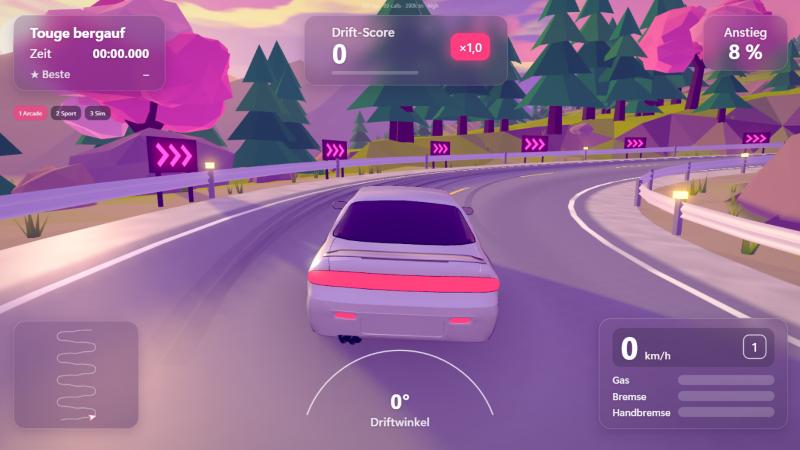 Touge bergauf
Zeit 00:00.000
★ Beste –
1 Arcade 2 Sport 3 Sim
Drift-Score
0 ×1,0
Anstieg
8 %
0 km/h 1
Gas
Bremse
Handbremse
0°
Driftwinkel